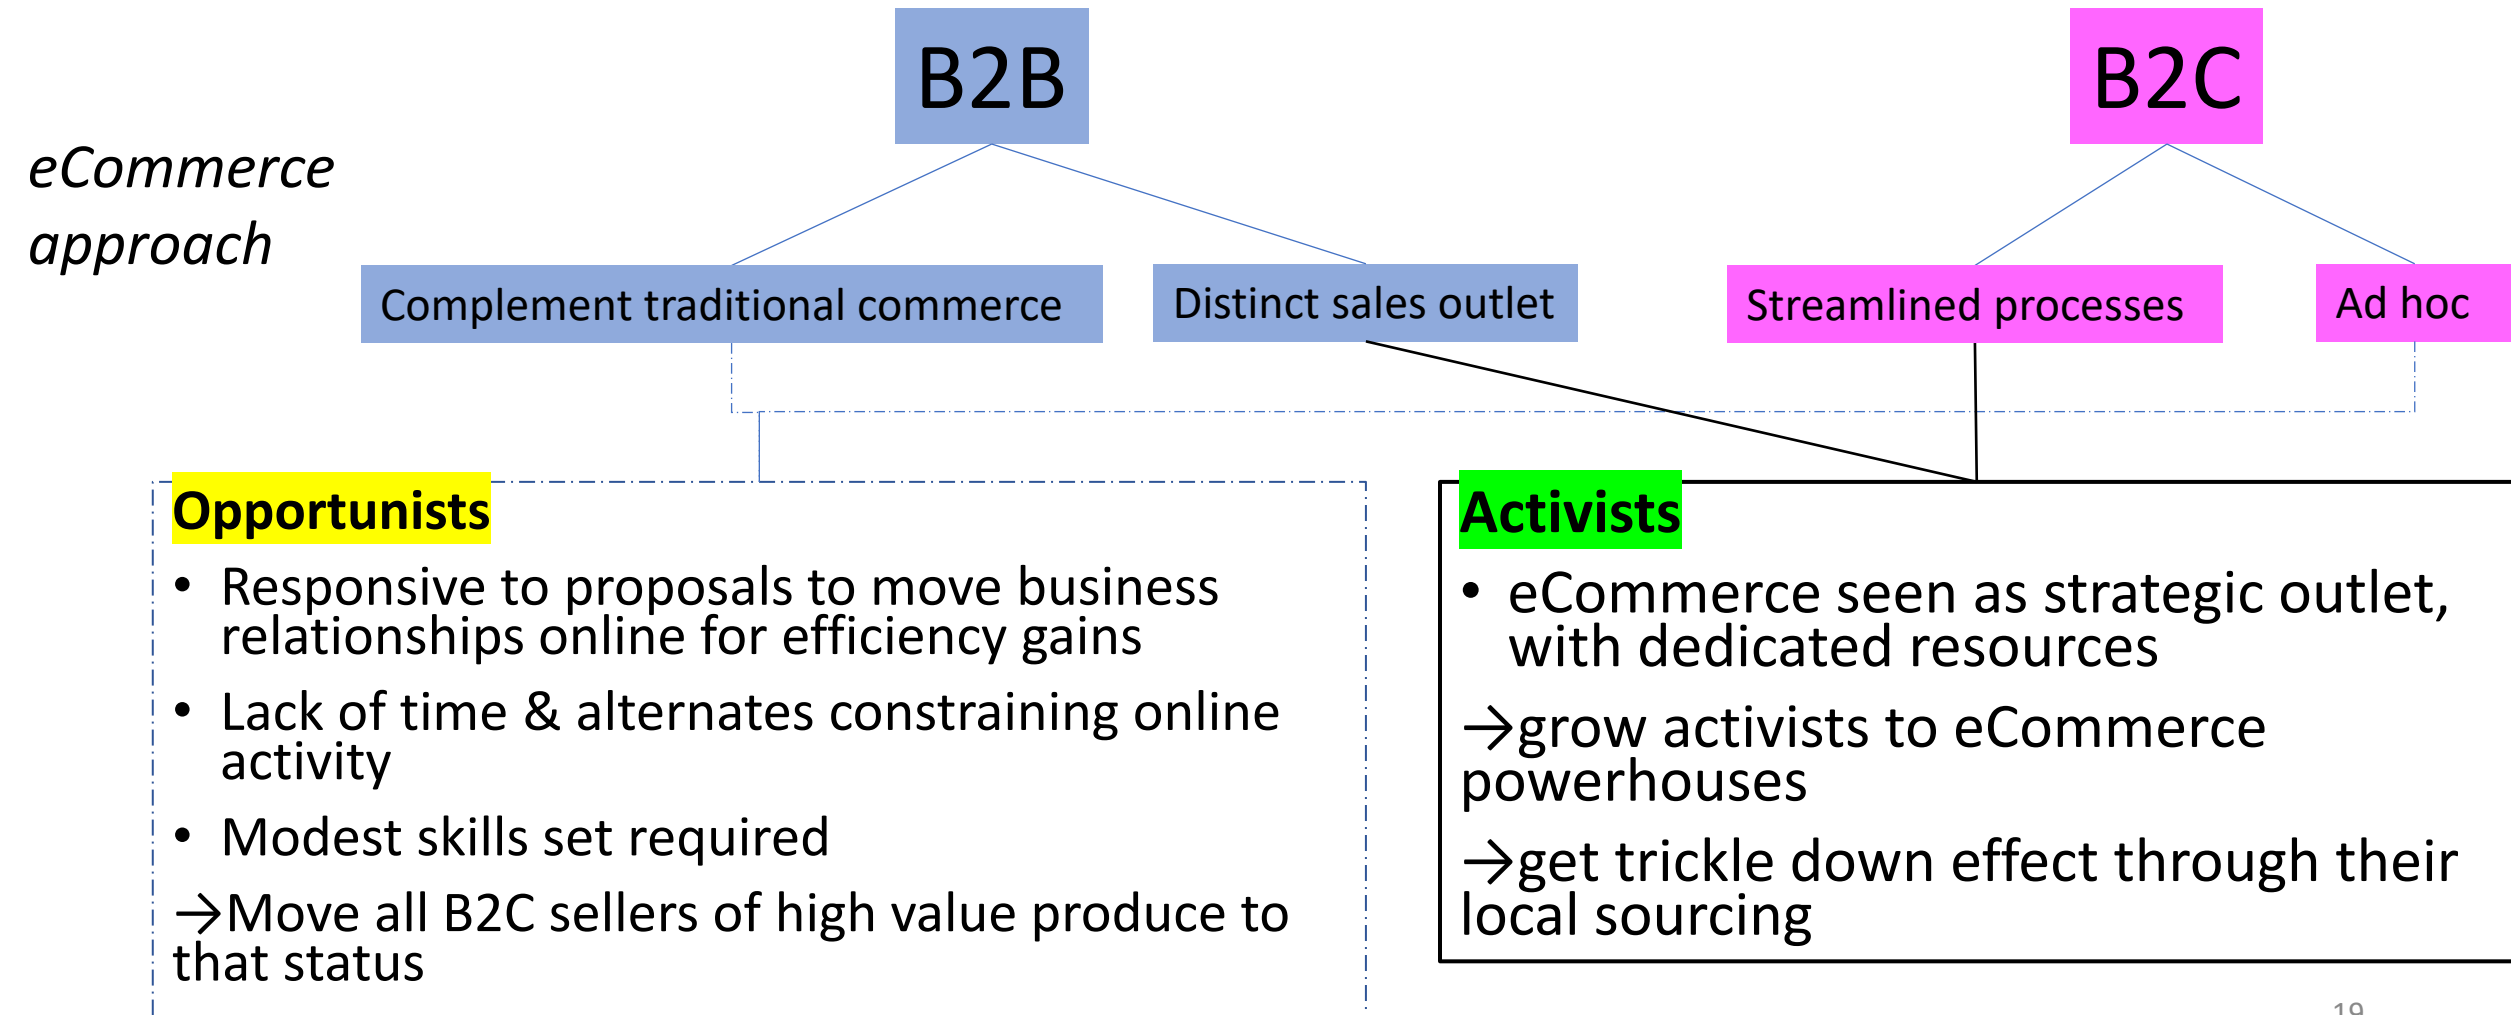 B2B
B2C
eCommerce
approach
Complement traditional commerce
Distinct sales outlet
Streamlined processes
Ad hoc
Opportunists
• Responsive to proposals to move business
relationships online for efficiency gains
• Lack of time & alternates constraining online
activity
• Modest skills set required
→Move all B2C sellers of high value produce to
that status
Activists
• eCommerce seen as strategic outlet,
with dedicated resources
→grow activists to eCommerce
powerhouses
→get trickle down effect through their
local sourcing
19